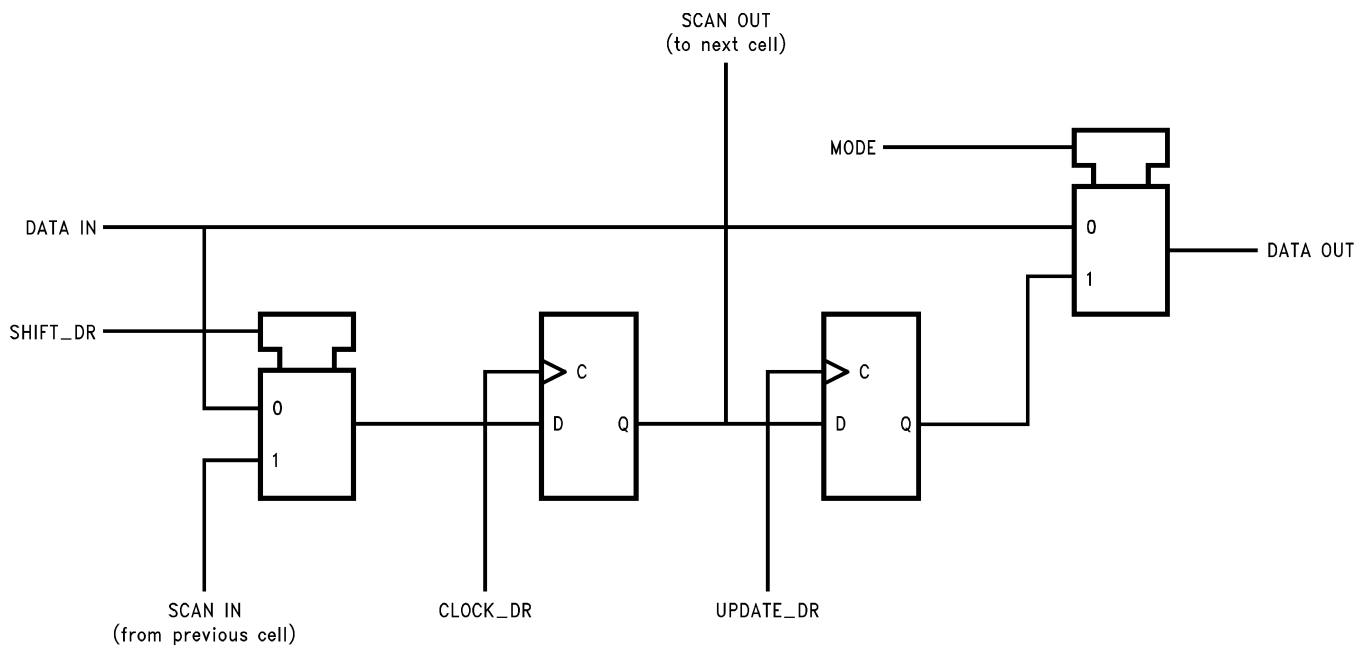 SCAN OUT
(to next cell)
MODE
DATA IN
0
DATA OUT
1
SHIFT_DR
C
C
0
D
Q
D
Q
1
SCAN IN
(from previous cell)
CLOCK_DR
UPDATE_DR